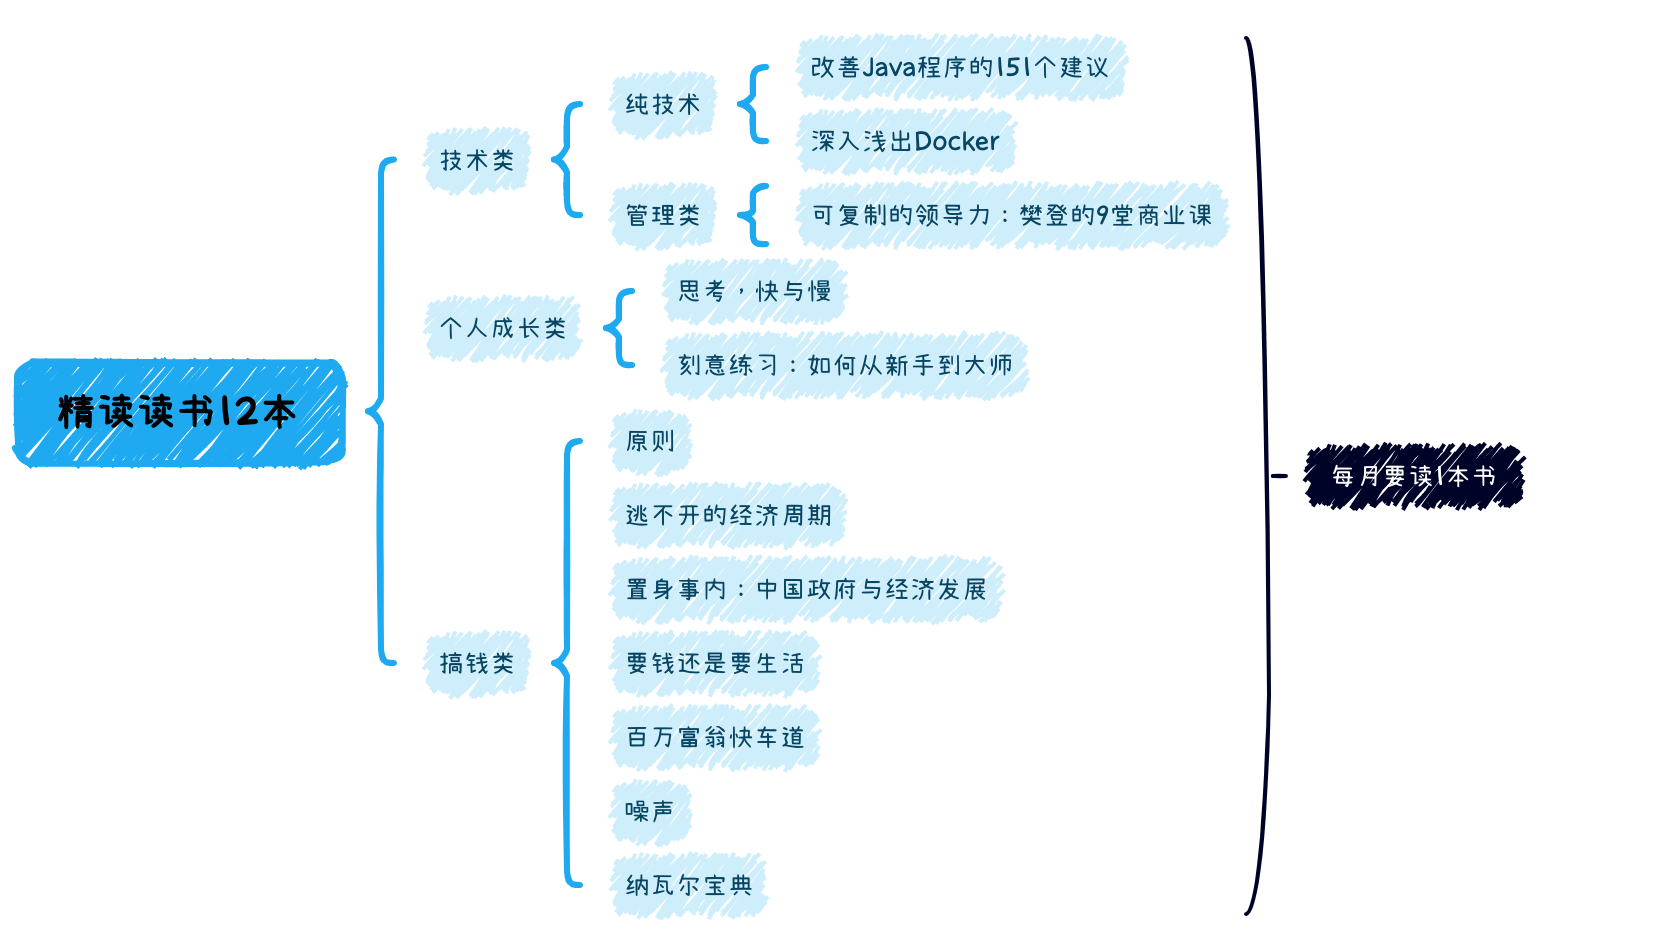 精读读书12本
技术类
纯技术
改善Java程序的151个建议
深入浅出Docker
管理类
可复制的领导力：樊登的9堂商业课
个人成长类
思考，快与慢
刻意练习：如何从新手到大师
搞钱类
原则
逃不开的经济周期
置身事内：中国政府与经济发展
要钱还是要生活
百万富翁快车道
噪声
纳瓦尔宝典
每月要读1本书